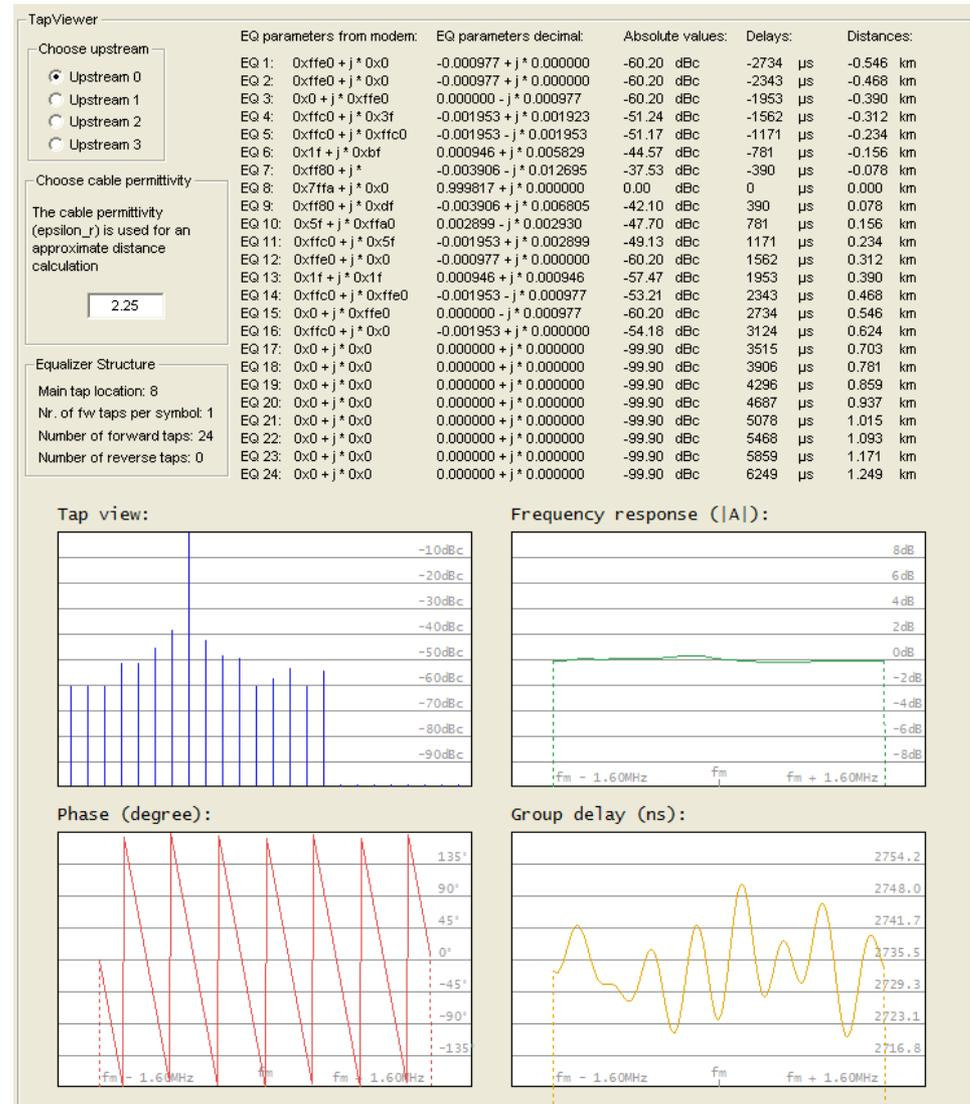 TapViewer
Choose upstream
Upstream 0
Upstream 1
Upstream 2
Upstream 3
Choose cable permittivity
The cable permittivity
(epsilon_r) is used for an
approximate distance
calculation
2.25
Equalizer Structure
Main tap location: 8
Nr. of fw taps per symbol: 1
Number of forward taps: 24
Number of reverse taps: 0
EQ parameters from modem: EQ parameters decimal: Absolute values: Delays: Distances:
EQ 1: 0xffe0 + j * 0x0 -0.000977 + j * 0.000000 -60.20 dBc -2734 µs -0.546 km
EQ 2: 0xffe0 + j * 0x0 -0.000977 + j * 0.000000 -60.20 dBc -2343 µs -0.468 km
EQ 3: 0x0 + j * 0xffe0 0.000000 - j * 0.000977 -60.20 dBc -1953 µs -0.390 km
EQ 4: 0xffc0 + j * 0x3f -0.001953 + j * 0.001923 -51.24 dBc -1562 µs -0.312 km
EQ 5: 0xffc0 + j * 0xffc0 -0.001953 - j * 0.001953 -51.17 dBc -1171 µs -0.234 km
EQ 6: 0x1f + j * 0xbf 0.000946 + j * 0.005829 -44.57 dBc -781 µs -0.156 km
EQ 7: 0xff80 + j * -0.003906 - j * 0.012695 -37.53 dBc -390 µs -0.078 km
EQ 8: 0x7ffa + j * 0x0 0.999817 + j * 0.000000 0.00 dBc 0 µs 0.000 km
EQ 9: 0xff80 + j * 0xdf -0.003906 + j * 0.006805 -42.10 dBc 390 µs 0.078 km
EQ 10: 0x5f + j * 0xffa0 0.002899 - j * 0.002930 -47.70 dBc 781 µs 0.156 km
EQ 11: 0xffc0 + j * 0x5f -0.001953 + j * 0.002899 -49.13 dBc 1171 µs 0.234 km
EQ 12: 0xffe0 + j * 0x0 -0.000977 + j * 0.000000 -60.20 dBc 1562 µs 0.312 km
EQ 13: 0x1f + j * 0x1f 0.000946 + j * 0.000946 -57.47 dBc 1953 µs 0.390 km
EQ 14: 0xffc0 + j * 0xffe0 -0.001953 - j * 0.000977 -53.21 dBc 2343 µs 0.468 km
EQ 15: 0x0 + j * 0xffe0 0.000000 - j * 0.000977 -60.20 dBc 2734 µs 0.546 km
EQ 16: 0xffc0 + j * 0x0 -0.001953 + j * 0.000000 -54.18 dBc 3124 µs 0.624 km
EQ 17: 0x0 + j * 0x0 0.000000 + j * 0.000000 -99.90 dBc 3515 µs 0.703 km
EQ 18: 0x0 + j * 0x0 0.000000 + j * 0.000000 -99.90 dBc 3906 µs 0.781 km
EQ 19: 0x0 + j * 0x0 0.000000 + j * 0.000000 -99.90 dBc 4296 µs 0.859 km
EQ 20: 0x0 + j * 0x0 0.000000 + j * 0.000000 -99.90 dBc 4687 µs 0.937 km
EQ 21: 0x0 + j * 0x0 0.000000 + j * 0.000000 -99.90 dBc 5078 µs 1.015 km
EQ 22: 0x0 + j * 0x0 0.000000 + j * 0.000000 -99.90 dBc 5468 µs 1.093 km
EQ 23: 0x0 + j * 0x0 0.000000 + j * 0.000000 -99.90 dBc 5859 µs 1.171 km
EQ 24: 0x0 + j * 0x0 0.000000 + j * 0.000000 -99.90 dBc 6249 µs 1.249 km
Tap view:
-10dBc
-20dBc
-30dBc
-40dBc
-50dBc
-60dBc
-70dBc
-80dBc
-90dBc
Frequency response (|A|):
8dB
6dB
4dB
2dB
0dB
-2dB
-4dB
-6dB
-8dB
fm - 1.60MHz fm fm + 1.60MHz
Phase (degree):
135°
90°
45°
0°
-45°
-90°
-135°
fm - 1.60MHz fm fm + 1.60MHz
Group delay (ns):
2754.2
2748.0
2741.7
2735.5
2729.3
2723.1
2716.8
fm - 1.60MHz fm fm + 1.60MHz